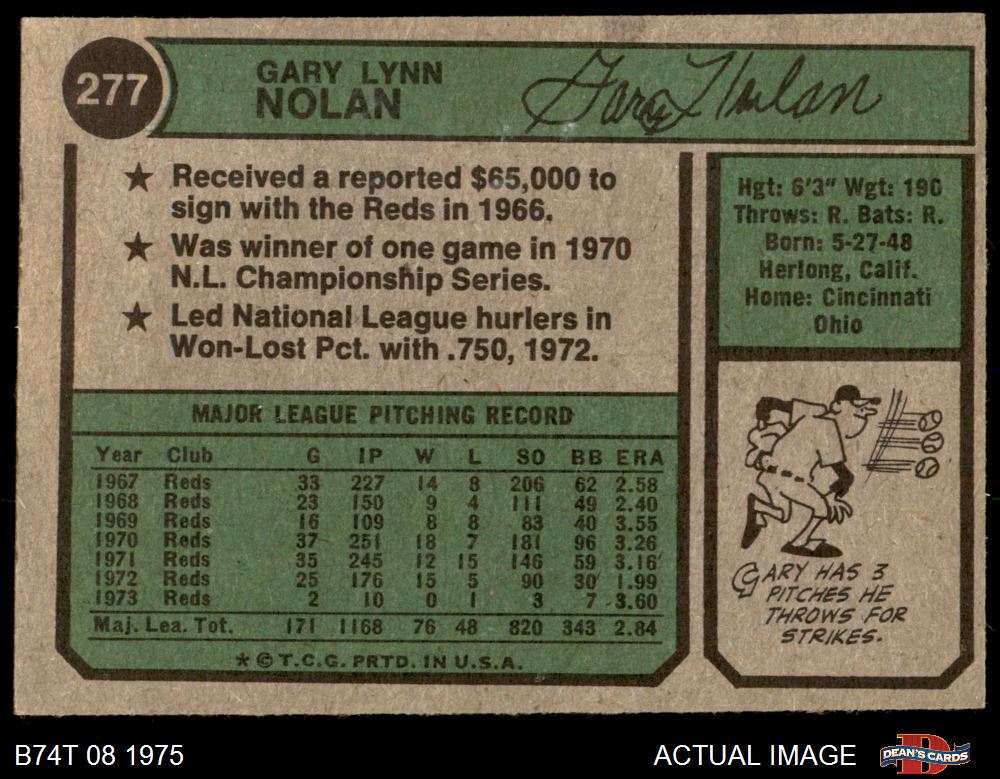 277
GARY LYNN
NOLAN
Gary Nolan
★ Received a reported $65,000 to
sign with the Reds in 1966.
★ Was winner of one game in 1970
N.L. Championship Series.
★ Led National League hurlers in
Won-Lost Pct. with .750, 1972.
Hgt: 6'3" Wgt: 190
Throws: R. Bats: R.
Born: 5-27-48
Herlong, Calif.
Home: Cincinnati
Ohio
MAJOR LEAGUE PITCHING RECORD
Year Club G IP W L SO BB ERA
1967 Reds 33 227 14 8 206 62 2.58
1968 Reds 23 150 9 4 111 49 2.40
1969 Reds 16 109 8 8 83 40 3.55
1970 Reds 37 251 18 7 181 96 3.26
1971 Reds 35 245 12 15 146 59 3.16
1972 Reds 25 176 15 5 90 30 1.99
1973 Reds 2 10 0 1 3 7 3.60
Maj. Lea. Tot. 171 1168 76 48 820 343 2.84
★ © T.C.G. PRTD. IN U.S.A.
GARY HAS 3
PITCHES HE
THROWS FOR
STRIKES.
B74T 08 1975
ACTUAL IMAGE
DEAN'S CARDS